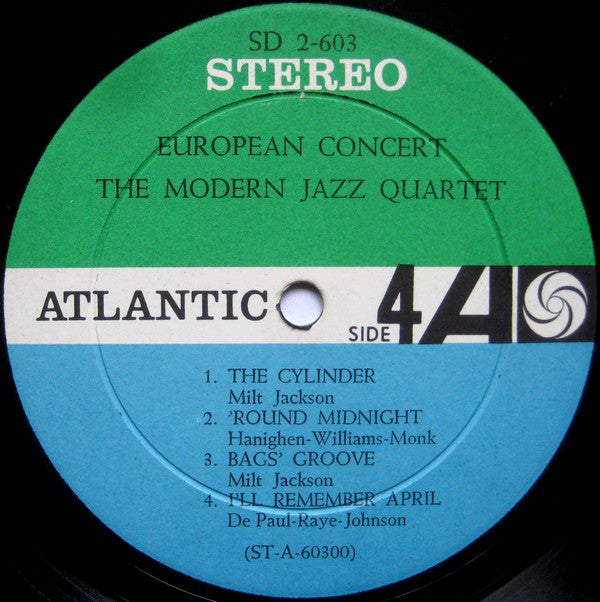 SD 2-603
STEREO
EUROPEAN CONCERT
THE MODERN JAZZ QUARTET
ATLANTIC
SIDE 4 A
1. THE CYLINDER
Milt Jackson
2. 'ROUND MIDNIGHT
Hanighen-Williams-Monk
3. BAGS' GROOVE
Milt Jackson
4. I'LL REMEMBER APRIL
De Paul-Raye-Johnson
(ST-A-60300)